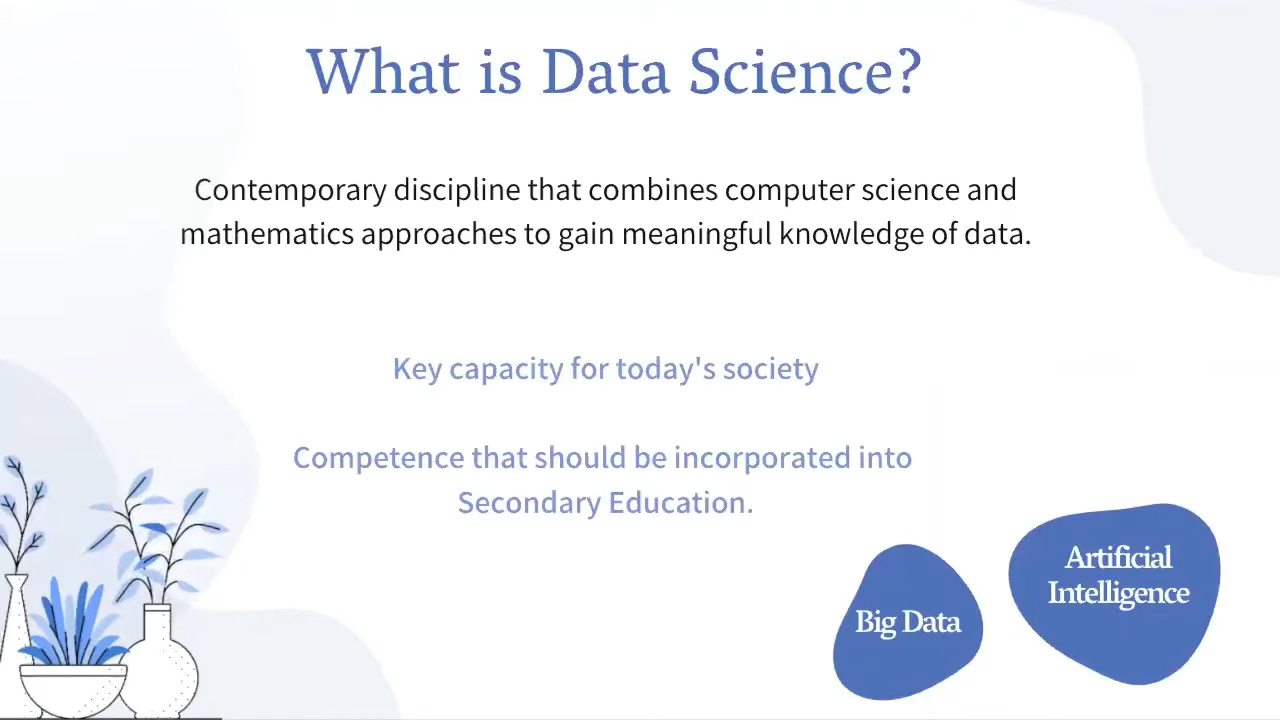 What is Data Science?
Contemporary discipline that combines computer science and
mathematics approaches to gain meaningful knowledge of data.
Key capacity for today's society
Competence that should be incorporated into
Secondary Education.
Big Data
Artificial
Intelligence